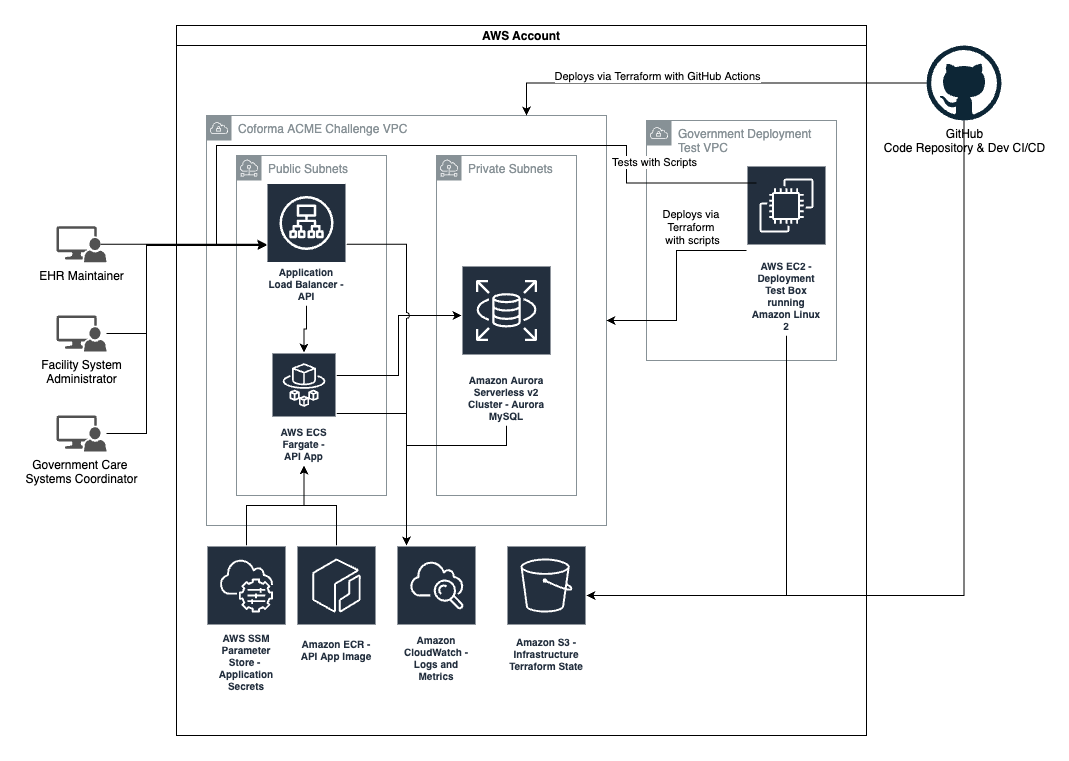 AWS Account
Deploys via Terraform with GitHub Actions
GitHub
Code Repository & Dev CI/CD
Coforma ACME Challenge VPC
Government Deployment
Test VPC
Tests with Scripts
Public Subnets
Private Subnets
Deploys via
Terraform
with scripts
EHR Maintainer
Application
Load Balancer -
API
AWS EC2 -
Deployment
Test Box
running
Amazon Linux
2
Facility System
Administrator
Amazon Aurora
Serverless v2
Cluster - Aurora
MySQL
AWS ECS
Fargate -
API App
Government Care
Systems Coordinator
AWS SSM
Parameter
Store -
Application
Secrets
Amazon ECR -
API App Image
Amazon
CloudWatch -
Logs and
Metrics
Amazon S3 -
Infrastructure
Terraform State